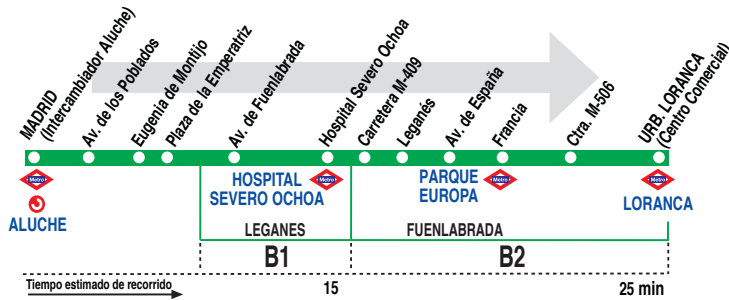 MADRID
(Intercambiador Aluche)
Av. de los Poblados
Eugenia de Montijo
Plaza de la Emperatriz
Av. de Fuenlabrada
Hospital Severo Ochoa
Carretera M-409
Leganés
Av. de España
Francia
Ctra. M-506
URB. LORANCA
(Centro Comercial)
Metro
Metro
Metro
Metro
ALUCHE
HOSPITAL
SEVERO OCHOA
PARQUE
EUROPA
LORANCA
LEGANES
FUENLABRADA
B1
B2
Tiempo estimado de recorrido
15
25 min